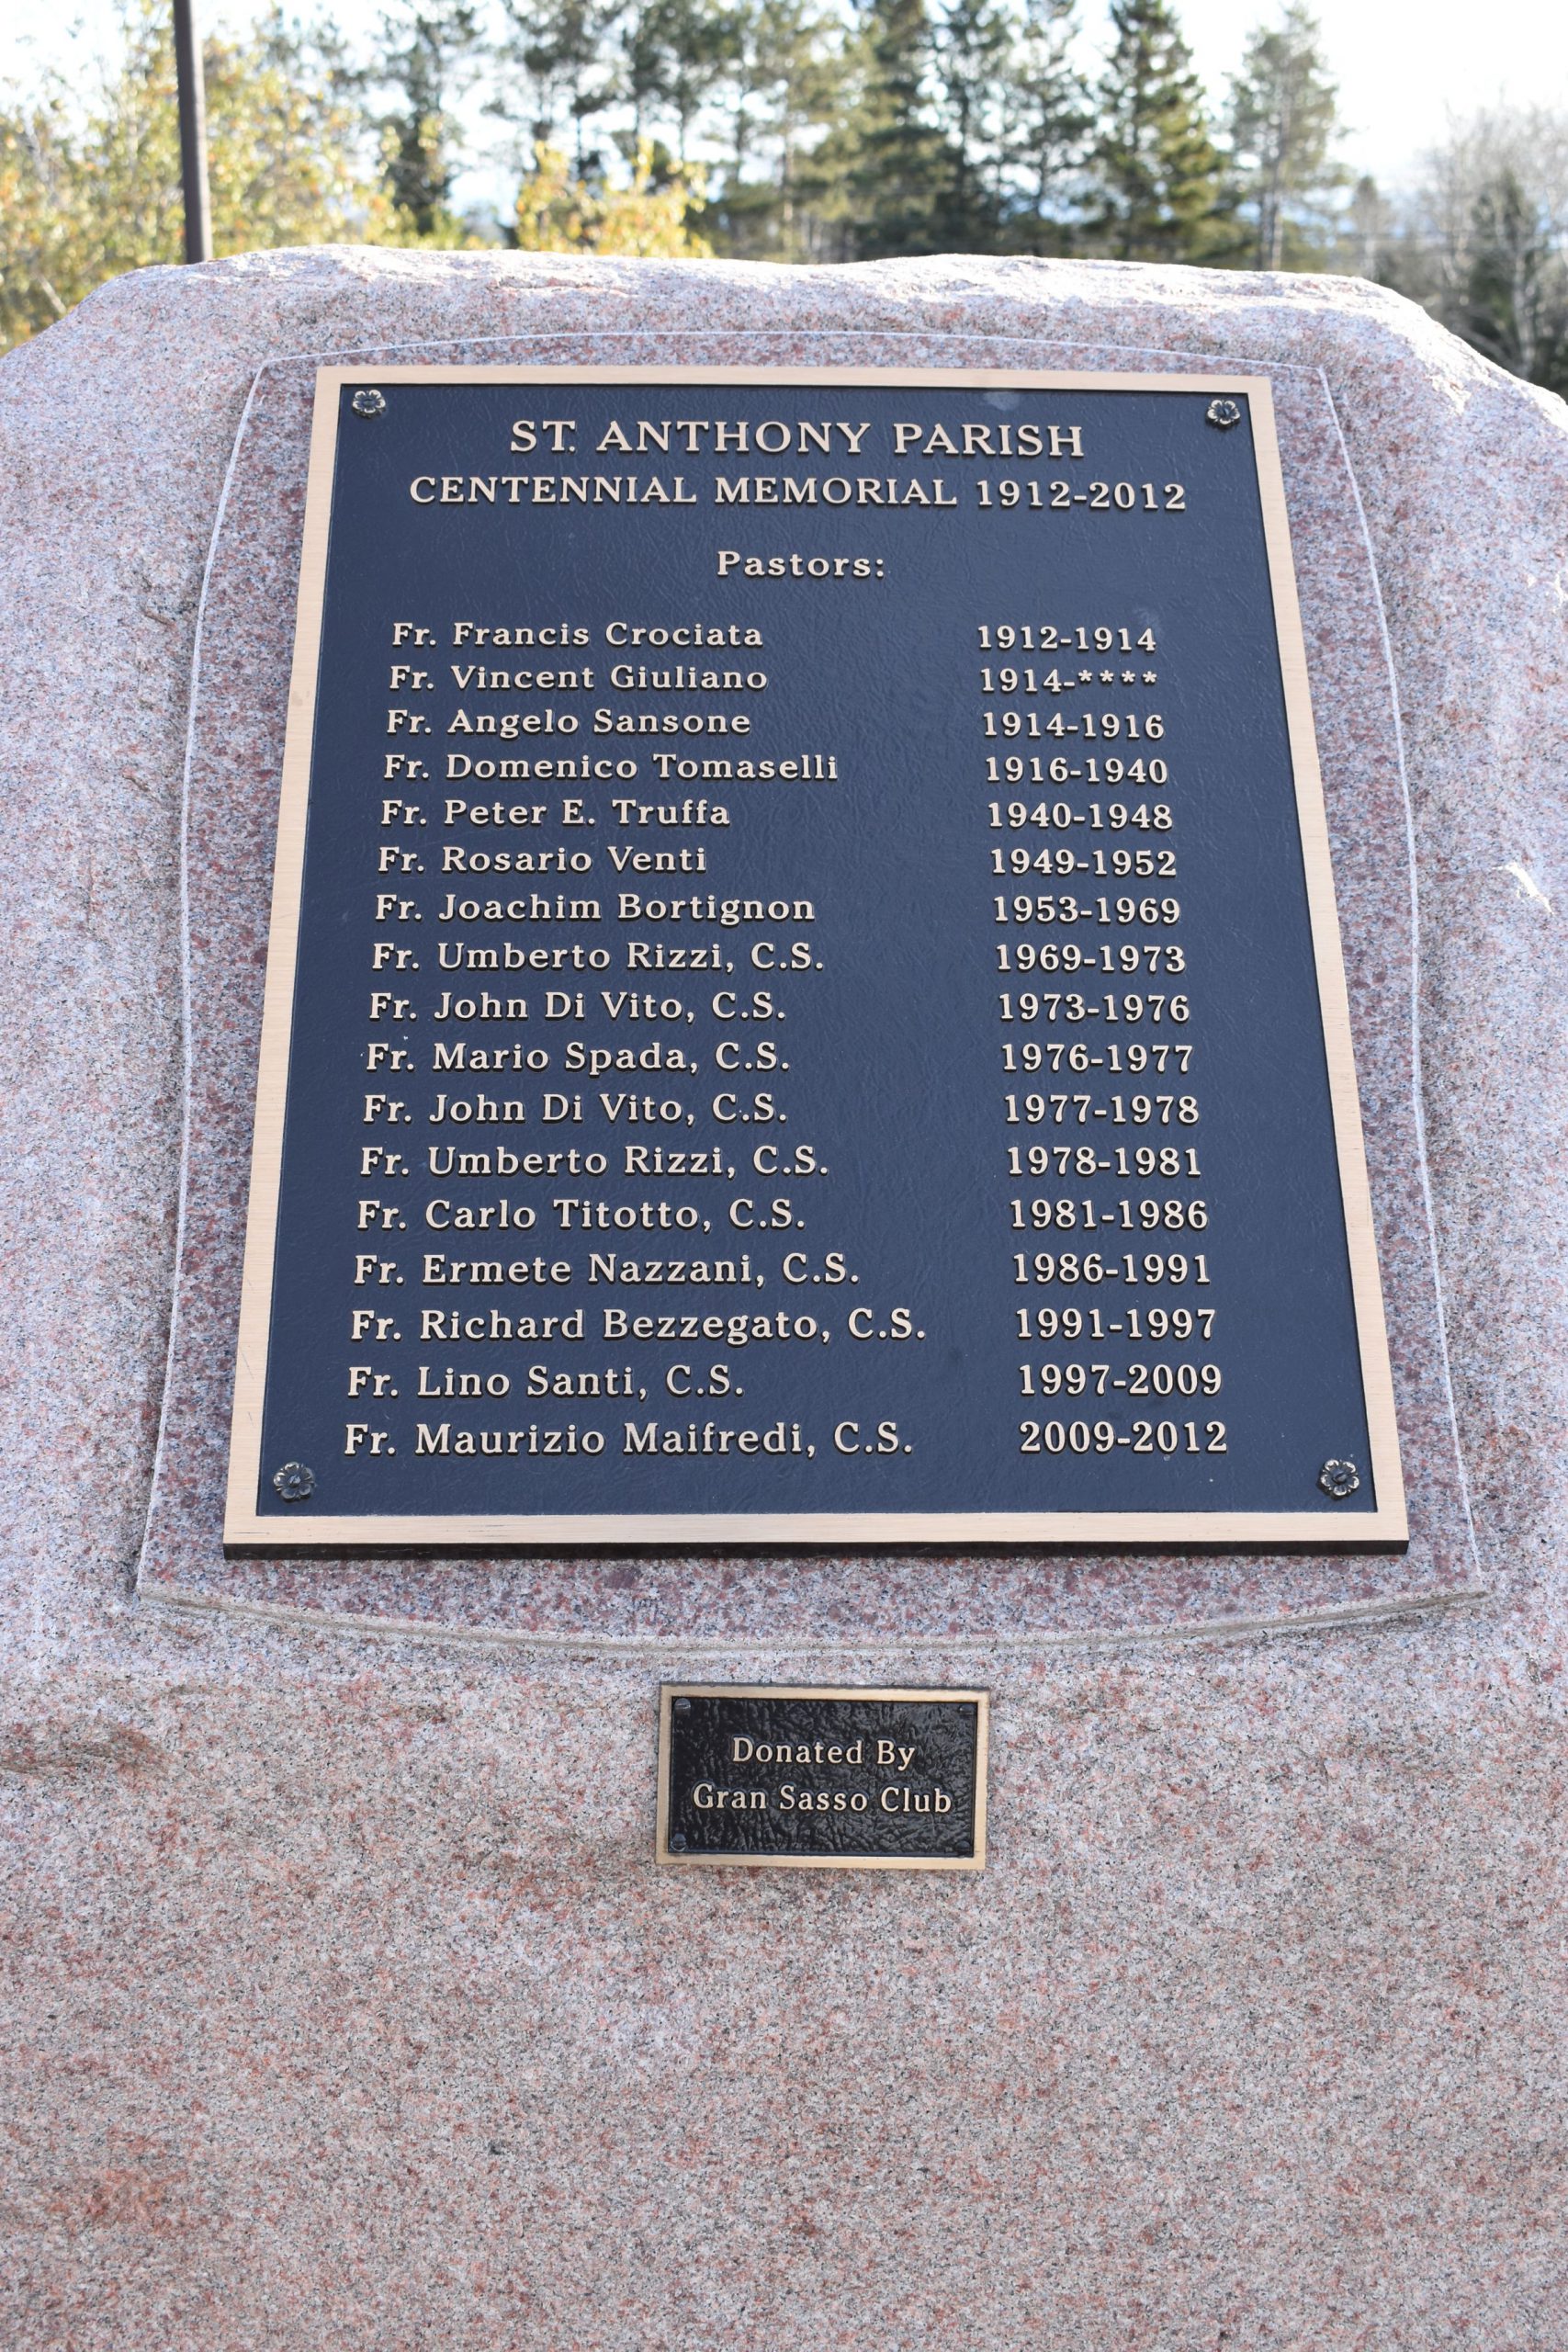 ST. ANTHONY PARISH
CENTENNIAL MEMORIAL 1912-2012
Pastors:
Fr. Francis Crociata 1912-1914
Fr. Vincent Giuliano 1914-****
Fr. Angelo Sansone 1914-1916
Fr. Domenico Tomaselli 1916-1940
Fr. Peter E. Truffa 1940-1948
Fr. Rosario Venti 1949-1952
Fr. Joachim Bortignon 1953-1969
Fr. Umberto Rizzi, C.S. 1969-1973
Fr. John Di Vito, C.S. 1973-1976
Fr. Mario Spada, C.S. 1976-1977
Fr. John Di Vito, C.S. 1977-1978
Fr. Umberto Rizzi, C.S. 1978-1981
Fr. Carlo Titotto, C.S. 1981-1986
Fr. Ermete Nazzani, C.S. 1986-1991
Fr. Richard Bezzegato, C.S. 1991-1997
Fr. Lino Santi, C.S. 1997-2009
Fr. Maurizio Maifredi, C.S. 2009-2012
Donated By
Gran Sasso Club